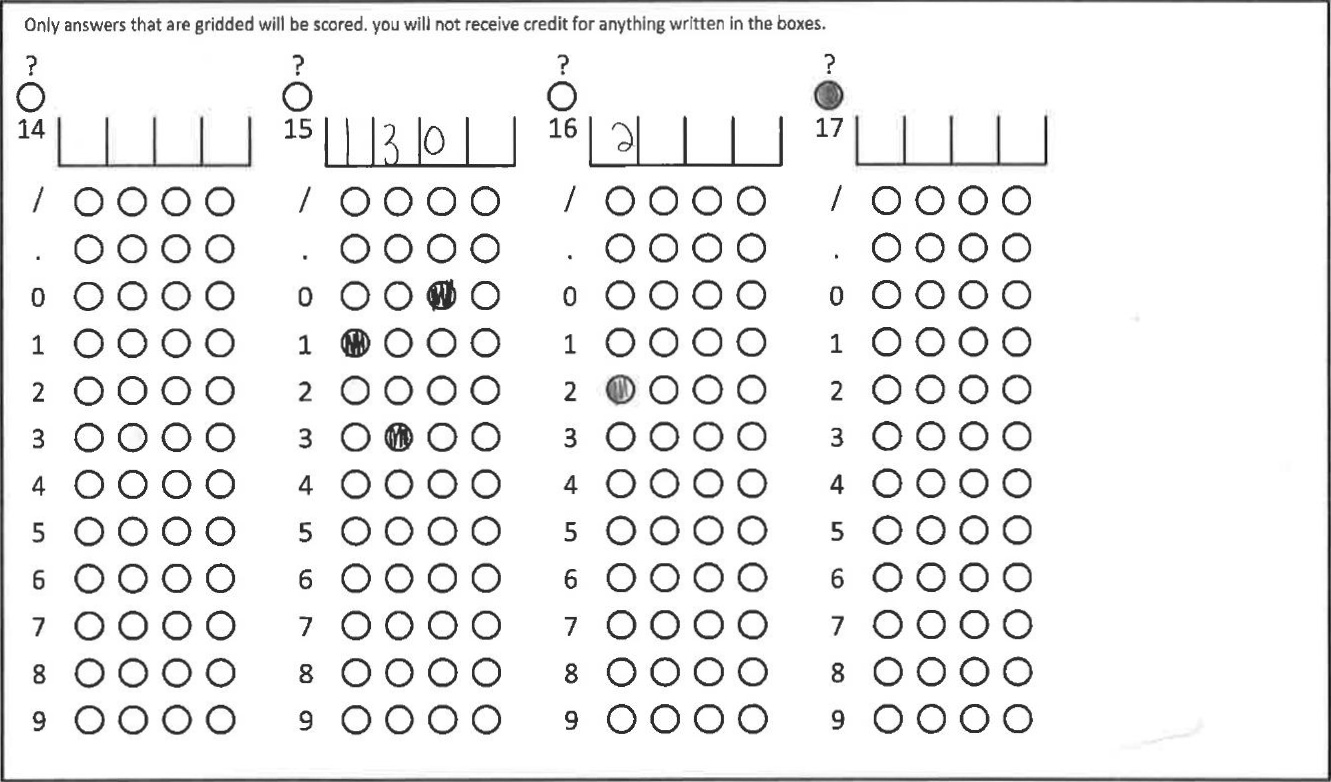 Only answers that are gridded will be scored. you will not receive credit for anything written in the boxes.
? ? ? ?
14 15 130 16 2 17
/ / / /
. . . .
0 0 0 0
1 1 1 1
2 2 2 2
3 3 3 3
4 4 4 4
5 5 5 5
6 6 6 6
7 7 7 7
8 8 8 8
9 9 9 9